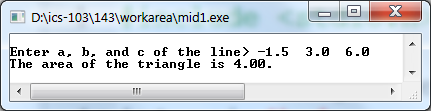 D:\ics-103\143\workarea\mid1.exe
Enter a, b, and c of the line> -1.5 3.0 6.0
The area of the triangle is 4.00.